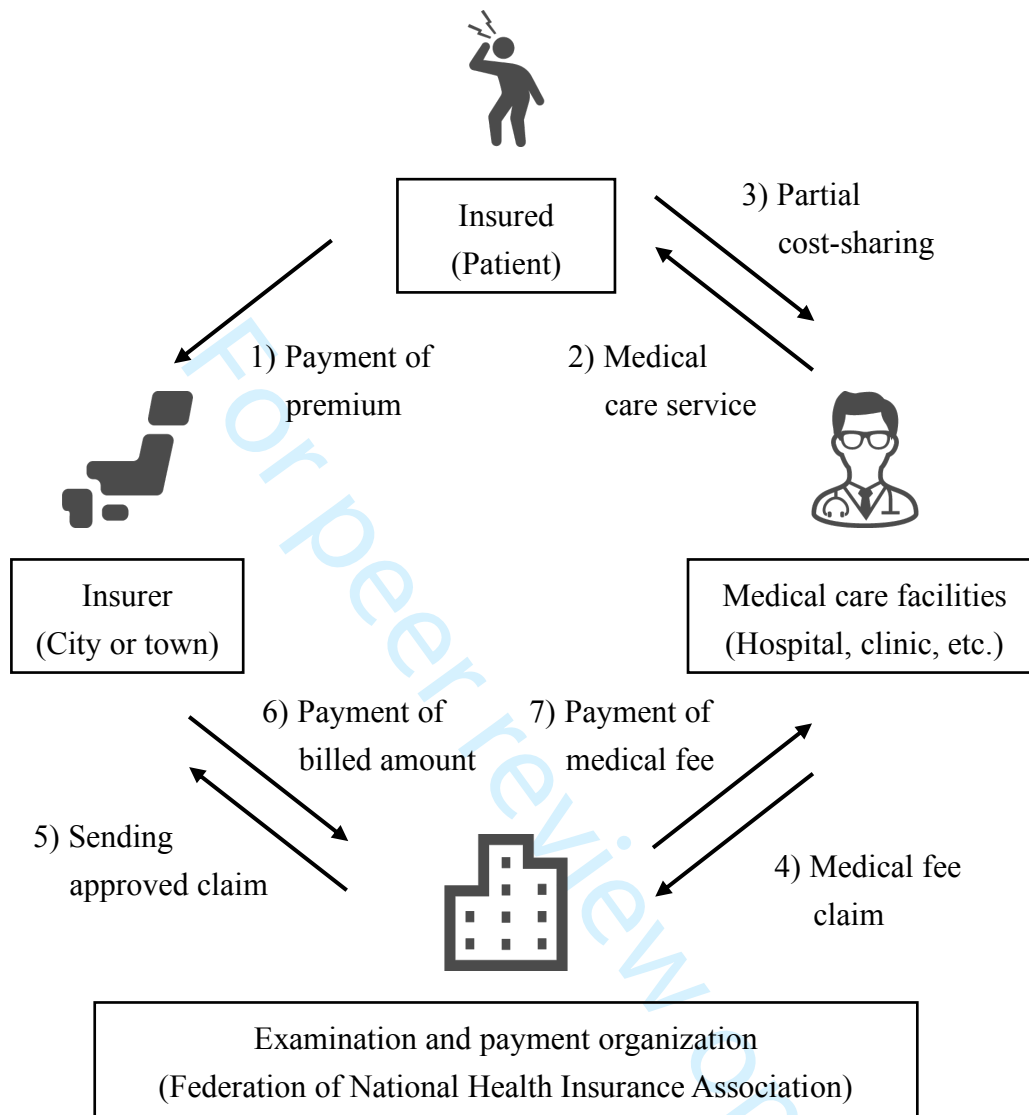 Insured
(Patient)
3) Partial
cost-sharing
1) Payment of
premium
2) Medical
care service
Insurer
(City or town)
Medical care facilities
(Hospital, clinic, etc.)
6) Payment of
billed amount
7) Payment of
medical fee
5) Sending
approved claim
4) Medical fee
claim
Examination and payment organization
(Federation of National Health Insurance Association)
For peer review on